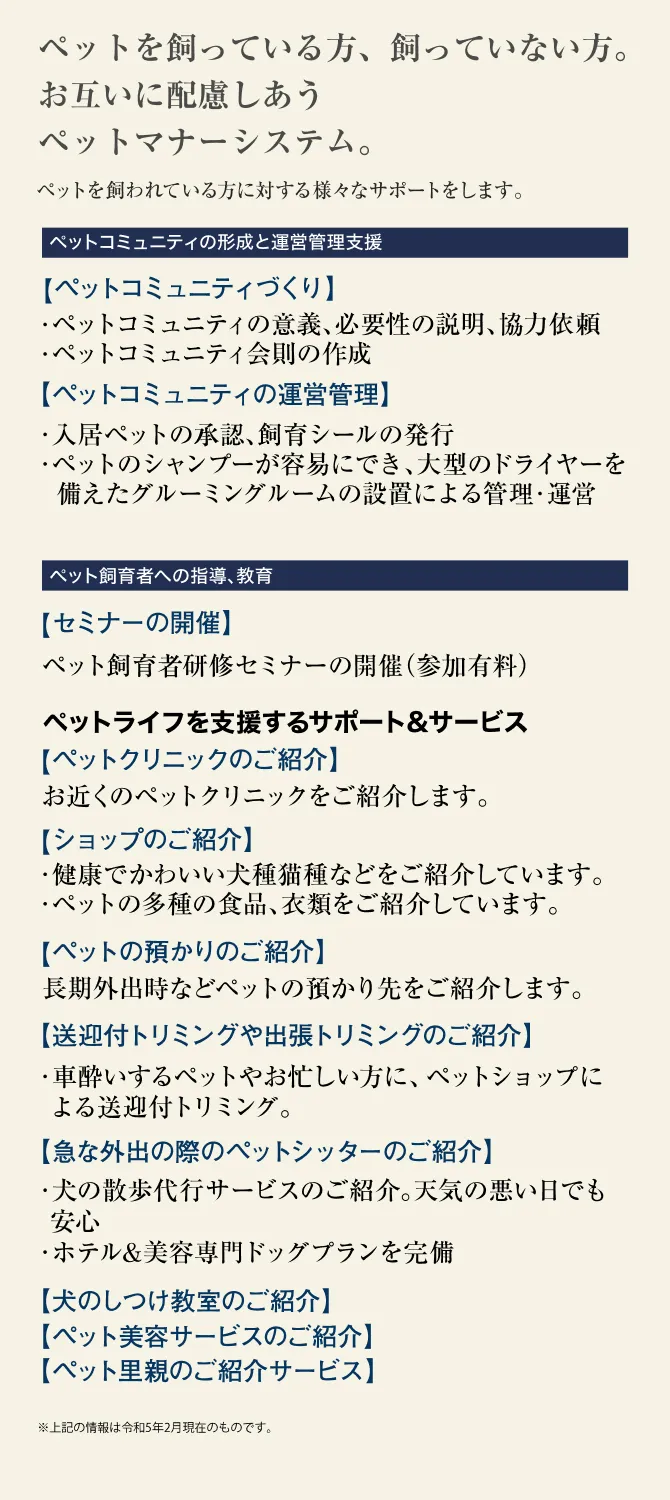 ペットを飼っている方、飼っていない方。
お互いに配慮しあう
ペットマナーシステム。
ペットを飼われている方に対する様々なサポートをします。
ペットコミュニティの形成と運営管理支援
【ペットコミュニティづくり】
・ペットコミュニティの意義、必要性の説明、協力依頼
・ペットコミュニティ会則の作成
【ペットコミュニティの運営管理】
・入居ペットの承認、飼育シールの発行
・ペットのシャンプーが容易にでき、大型のドライヤーを
備えたグルーミングルームの設置による管理・運営
ペット飼育者への指導、教育
【セミナーの開催】
ペット飼育者研修セミナーの開催（参加有料）
ペットライフを支援するサポート＆サービス
【ペットクリニックのご紹介】
お近くのペットクリニックをご紹介します。
【ショップのご紹介】
・健康でかわいい犬種猫種などをご紹介しています。
・ペットの多種の食品、衣類をご紹介しています。
【ペットの預かりのご紹介】
長期外出時などペットの預かり先をご紹介します。
【送迎付トリミングや出張トリミングのご紹介】
・車酔いするペットやお忙しい方に、ペットショップに
よる送迎付トリミング。
【急な外出の際のペットシッターのご紹介】
・犬の散歩代行サービスのご紹介。天気の悪い日でも
安心
・ホテル&美容専門ドッグプランを完備
【犬のしつけ教室のご紹介】
【ペット美容サービスのご紹介】
【ペット里親のご紹介サービス】
※上記の情報は令和5年2月現在のものです。